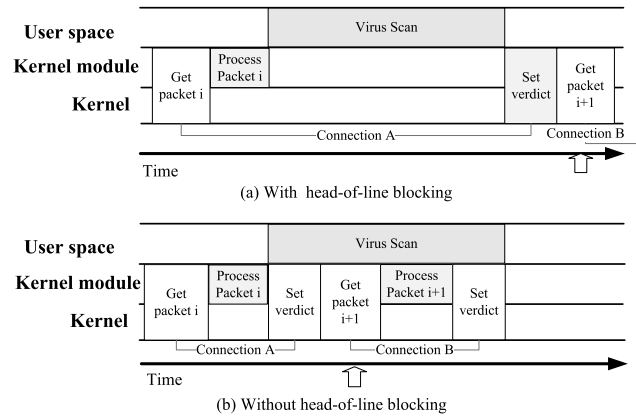 User space
Virus Scan
Kernel module
Get
packet i
Process
Packet i
Set
verdict
Get
packet
i+1
Kernel
Connection A
Connection B
Time
(a) With head-of-line blocking
User space
Virus Scan
Kernel module
Get
packet i
Process
Packet i
Set
verdict
Get
packet
i+1
Process
Packet i+1
Set
verdict
Kernel
Connection A
Connection B
Time
(b) Without head-of-line blocking